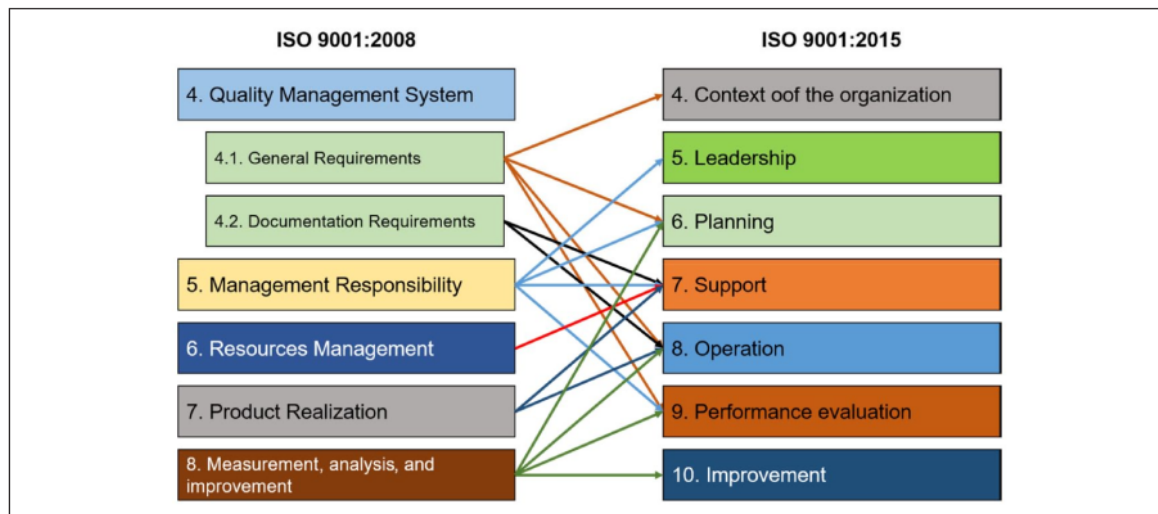 ISO 9001:2008
ISO 9001:2015
4. Quality Management System
4. Context oof the organization
4.1. General Requirements
5. Leadership
4.2. Documentation Requirements
6. Planning
5. Management Responsibility
7. Support
6. Resources Management
8. Operation
7. Product Realization
9. Performance evaluation
8. Measurement, analysis, and
improvement
10. Improvement